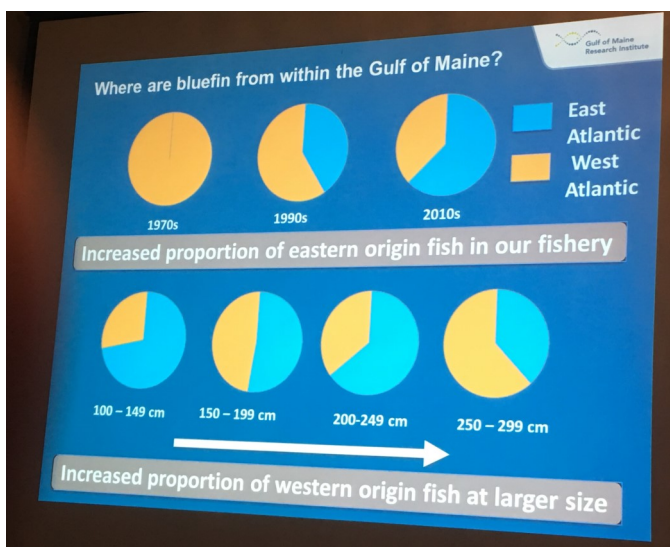 Gulf of Maine
Research Institute
Where are bluefin from within the Gulf of Maine?
East
Atlantic
West
Atlantic
1970s
1990s
2010s
Increased proportion of eastern origin fish in our fishery
100 – 149 cm
150 – 199 cm
200-249 cm
250 – 299 cm
Increased proportion of western origin fish at larger size